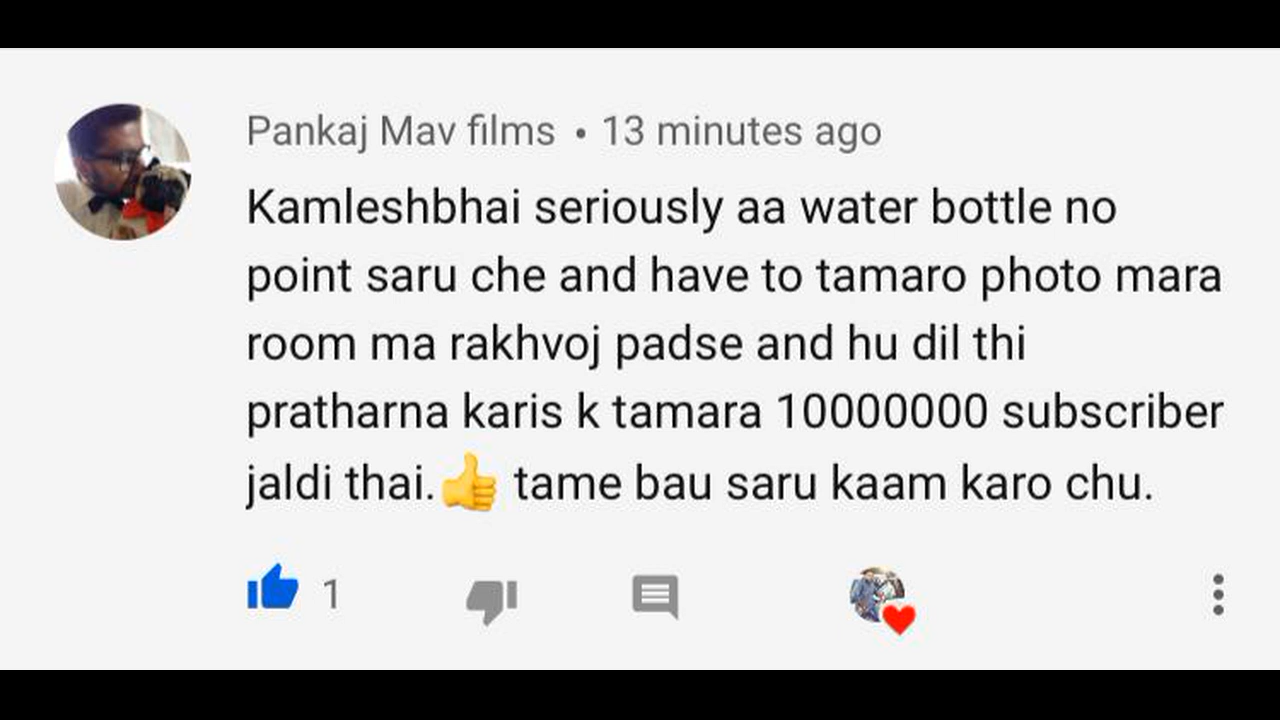 Pankaj Mav films • 13 minutes ago
Kamleshbhai seriously aa water bottle no
point saru che and have to tamaro photo mara
room ma rakhvoj padse and hu dil thi
pratharna karis k tamara 10000000 subscriber
jaldi thai.👍 tame bau saru kaam karo chu.
1